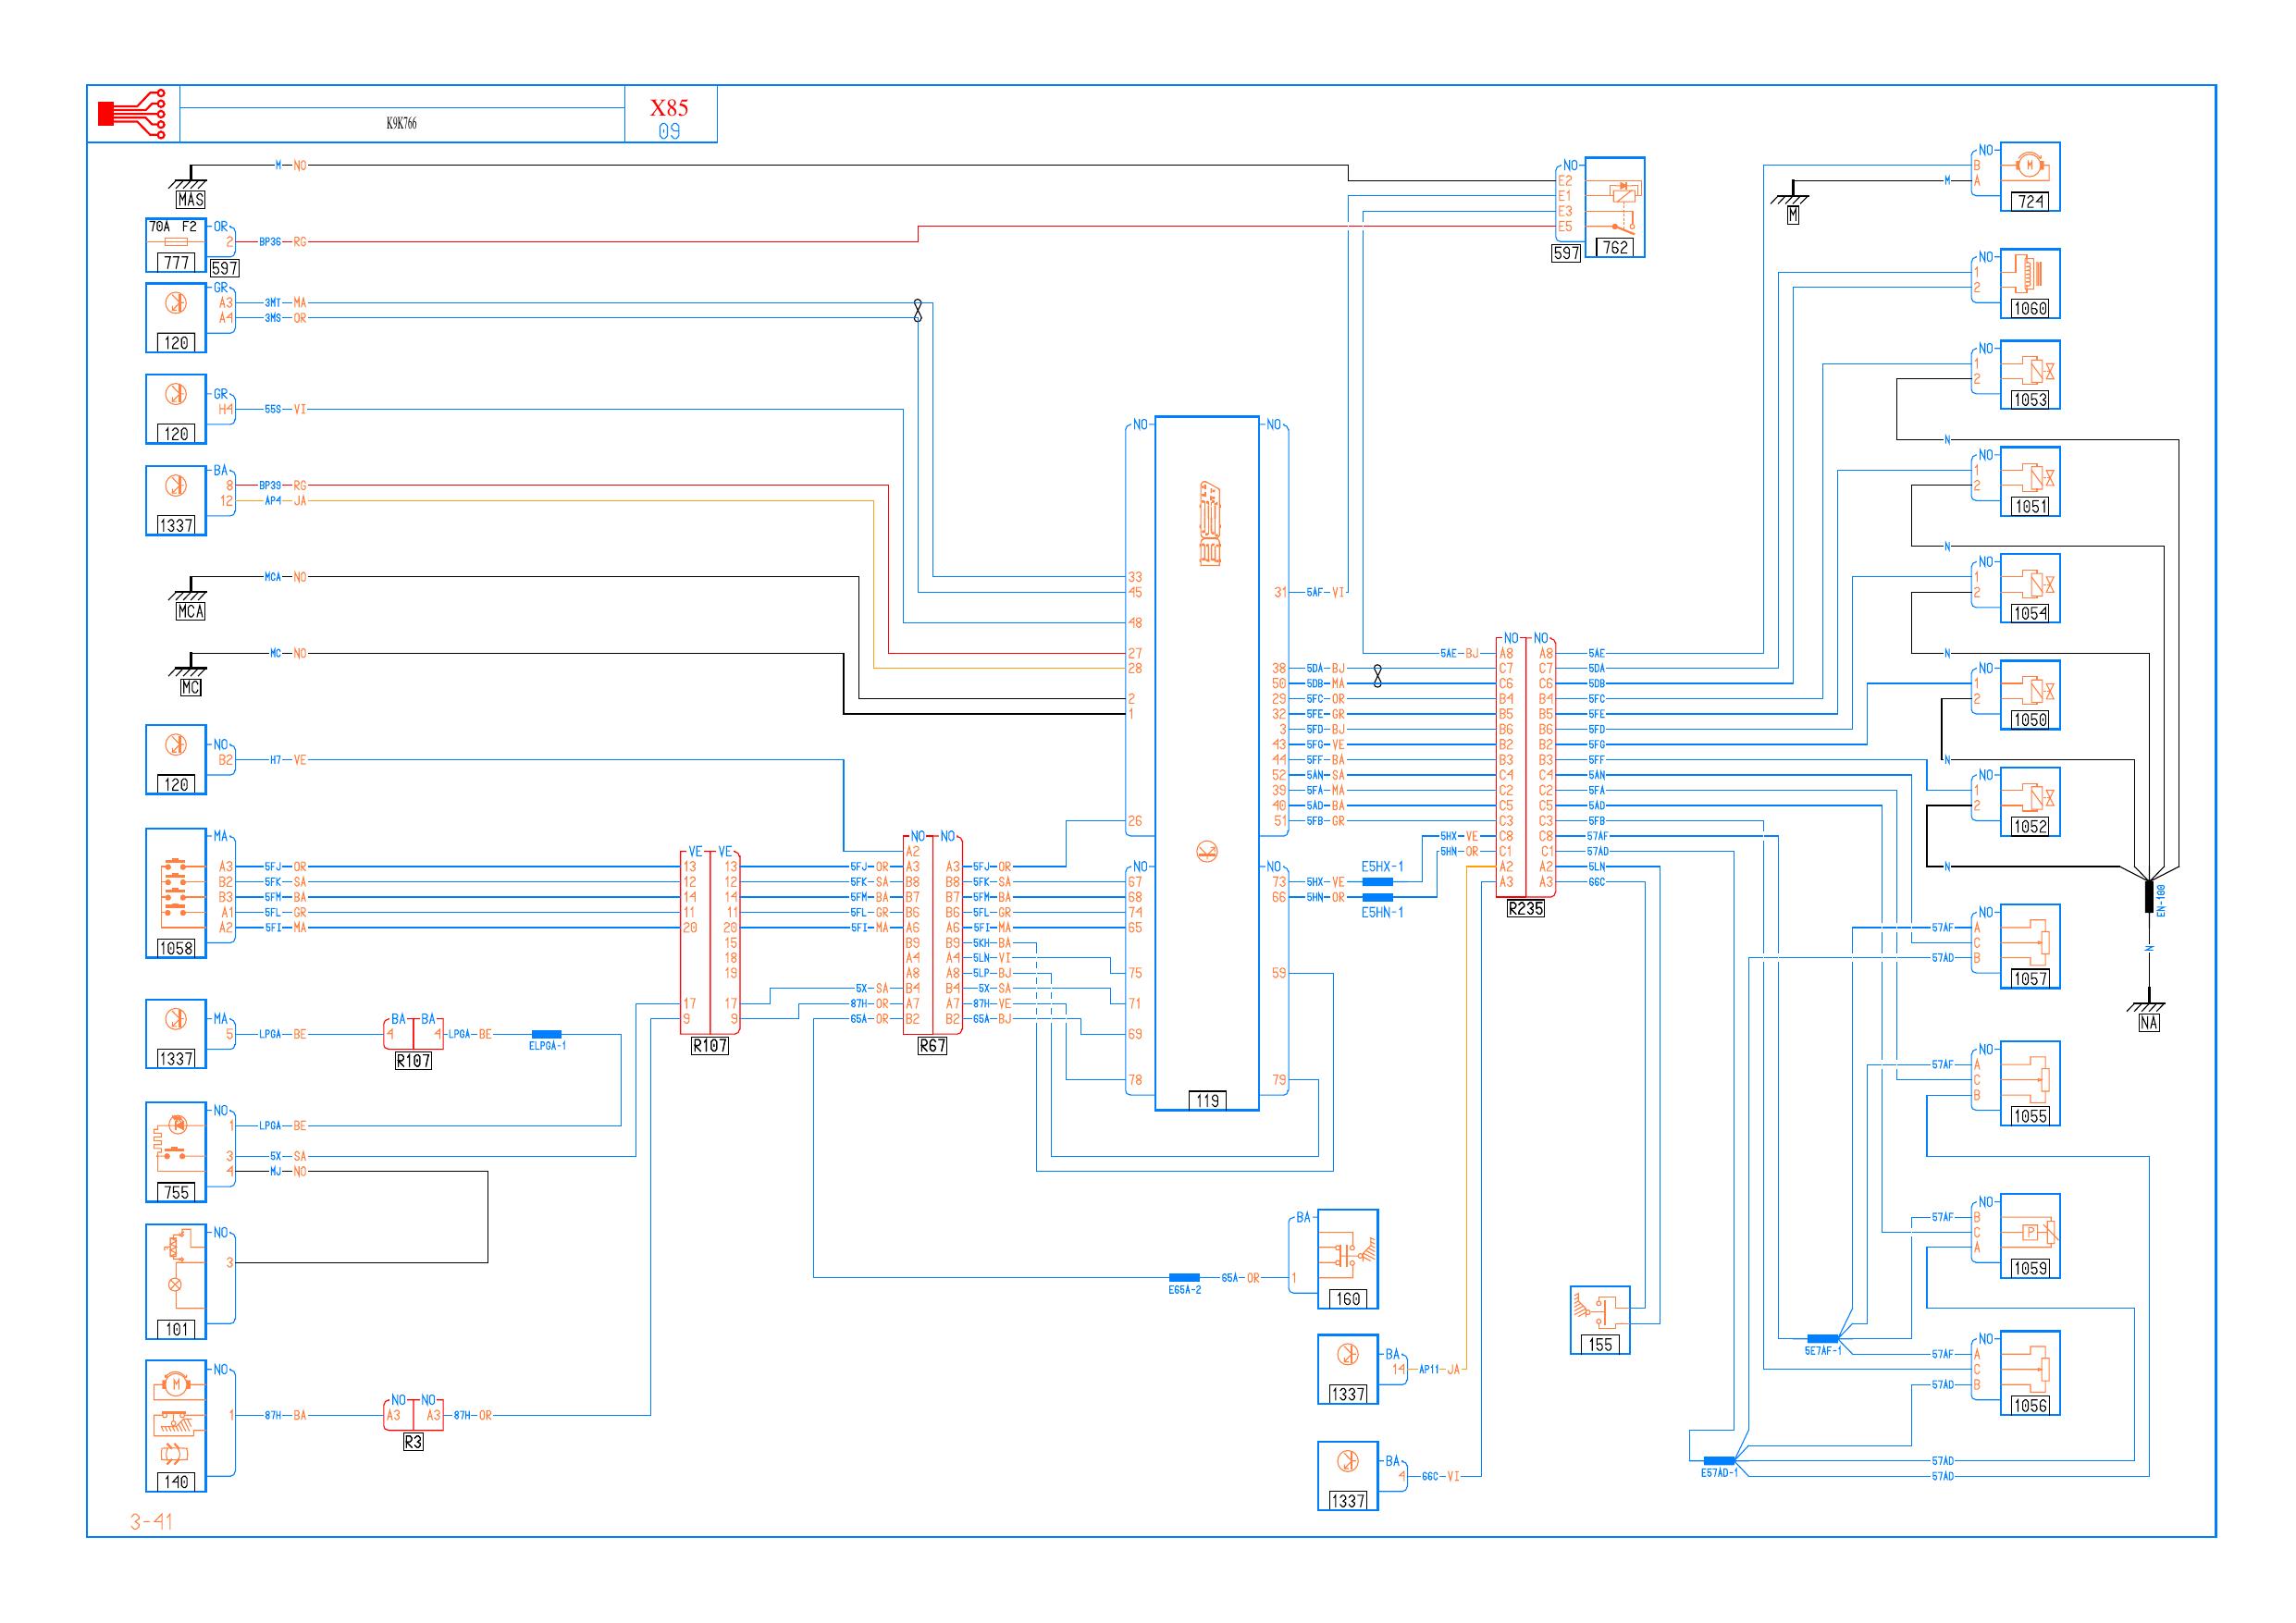 X85
K9K766
09
M NO
MAS
70A F2 OR
2 BP36 RG
777 597
GR
A3 3MT MA
A4 3MS OR
120
GR
H4 55S VI
120
BA
8 BP39 RG
12 AP4 JA
1337
MCA NO
MCA
MC NO
MC
NO
B2 H7 VE
120
MA
A3 5FJ OR
B2 5FK SA
B3 5FM BA
A1 5FL GR
A2 5FI MA
1058
MA
5 LPGA BE
1337
BA BA
4 4 LPGA BE
R107
ELPGA-1
NO
1 LPGA BE
3 5X SA
4 MJ NO
755
NO
3
101
NO
1 87H BA
140
NO NO
A3 A3 87H OR
R3
VE VE
13 13 5FJ OR
12 12 5FK SA
14 14 5FM BA
11 11 5FL GR
20 20 5FI MA
15
18
19
17 17 5X SA
9 9 87H OR
65A OR
R107
NO NO
A2
A3 A3 5FJ OR
B8 B8 5FK SA
B7 B7 5FM BA
B6 B6 5FL GR
A6 A6 5FI MA
B9 B9 5KH BA
A4 A4 5LN VI
A8 A8 5LP BJ
B4 B4 5X SA
A7 A7 87H VE
B2 B2 65A BJ
R67
NO NO
33
45
48
27
28
2
1
26
NO NO
67
68
74
65
75
71
69
78
119
31 5AF VI
38 5DA BJ
50 5DB MA
29 5FC OR
32 5FE GR
3 5FD BJ
43 5FG VE
44 5FF BA
52 5AN SA
39 5FA MA
40 5AD BA
51 5FB GR
73 5HX VE E5HX-1
66 5HN OR E5HN-1
59
79
5AE BJ
5HX VE
5HN OR
NO NO
A8 A8 5AE
C7 C7 5DA
C6 C6 5DB
B4 B4 5FC
B5 B5 5FE
B6 B6 5FD
B2 B2 5FG
B3 B3 5FF
C4 C4 5AN
C2 C2 5FA
C5 C5 5AD
C3 C3 5FB
C8 C8 57AF
C1 C1 57AD
A2 A2 5LN
A3 A3 66C
R235
NO
E2
E1
E3
E5
597 762
E65A-2
65A OR
BA
1
160
BA
14 AP11 JA
1337
BA
4 66C VI
1337
155
M
M
NO
B
A
724
NO
1
2
1060
NO
1
2
1053
N
NO
1
2
1051
N
NO
1
2
1054
N
NO
1
2
1050
N
NO
1
2
1052
N
EN-100
N
NA
NO
57AF A
C
57AD B
1057
NO
57AF A
C
B
1055
NO
57AF B
C
A
1059
NO
57AF A
C
57AD B
1056
5E7AF-1
E57AD-1
57AD
57AD
3-41